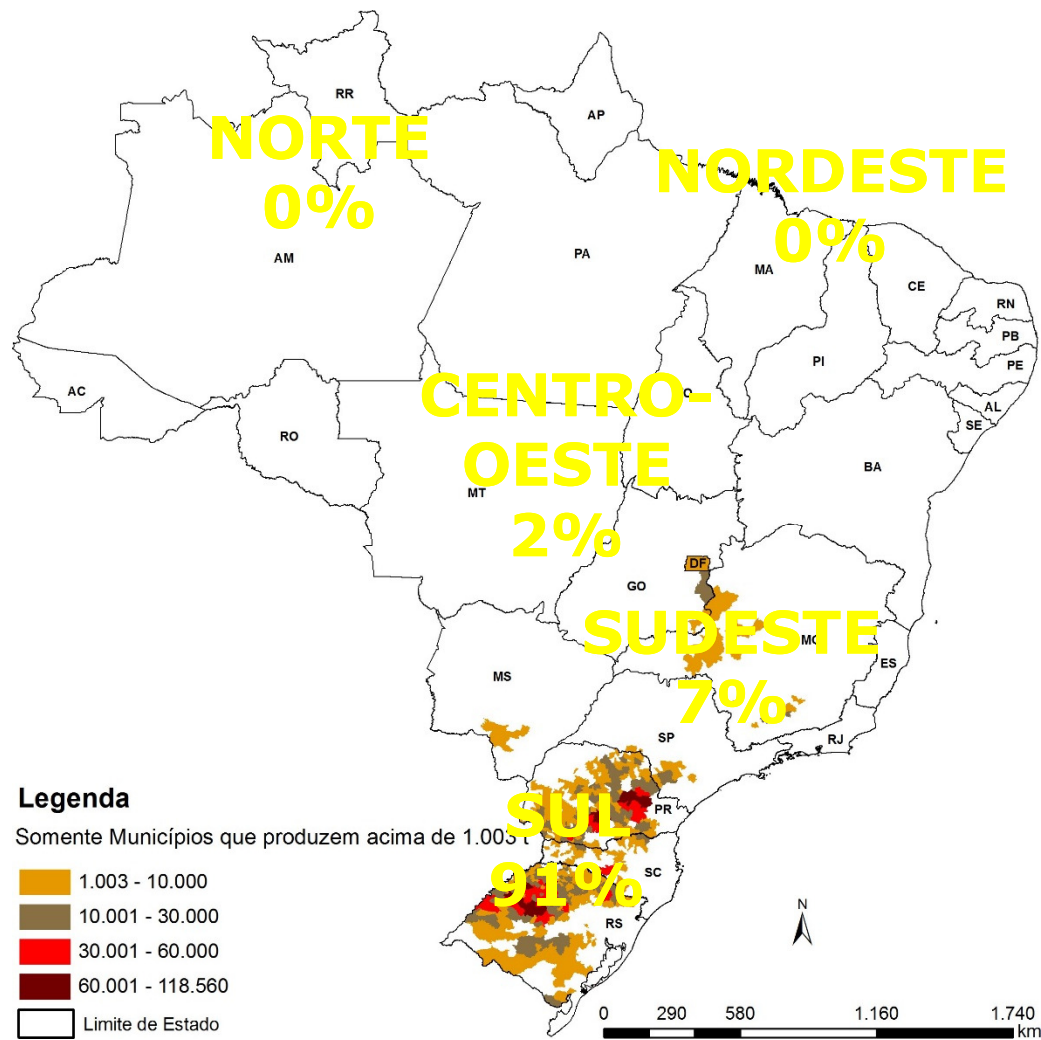 RR
AP
NORTE
0%
NORDESTE
0%
AM
PA
MA
CE
RN
PB
PE
PI
AL
SE
AC
RO
CENTRO-
OESTE
2%
O
MT
BA
DF
GO
SUDESTE
7%
MG
ES
MS
SP
RJ
SUL
91%
PR
SC
RS
Legenda
Somente Municípios que produzem acima de 1.003 t
1.003 - 10.000
10.001 - 30.000
30.001 - 60.000
60.001 - 118.560
Limite de Estado
N
0 290 580 1.160 1.740
km